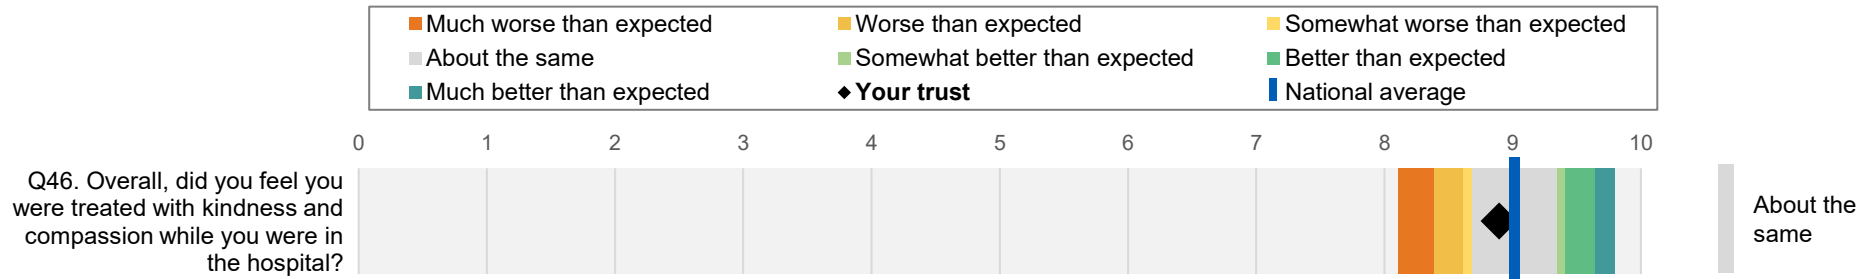 Much worse than expected
Worse than expected
Somewhat worse than expected
About the same
Somewhat better than expected
Better than expected
Much better than expected
Your trust
National average
0 1 2 3 4 5 6 7 8 9 10
Q46. Overall, did you feel you
were treated with kindness and
compassion while you were in
the hospital?
About the
same